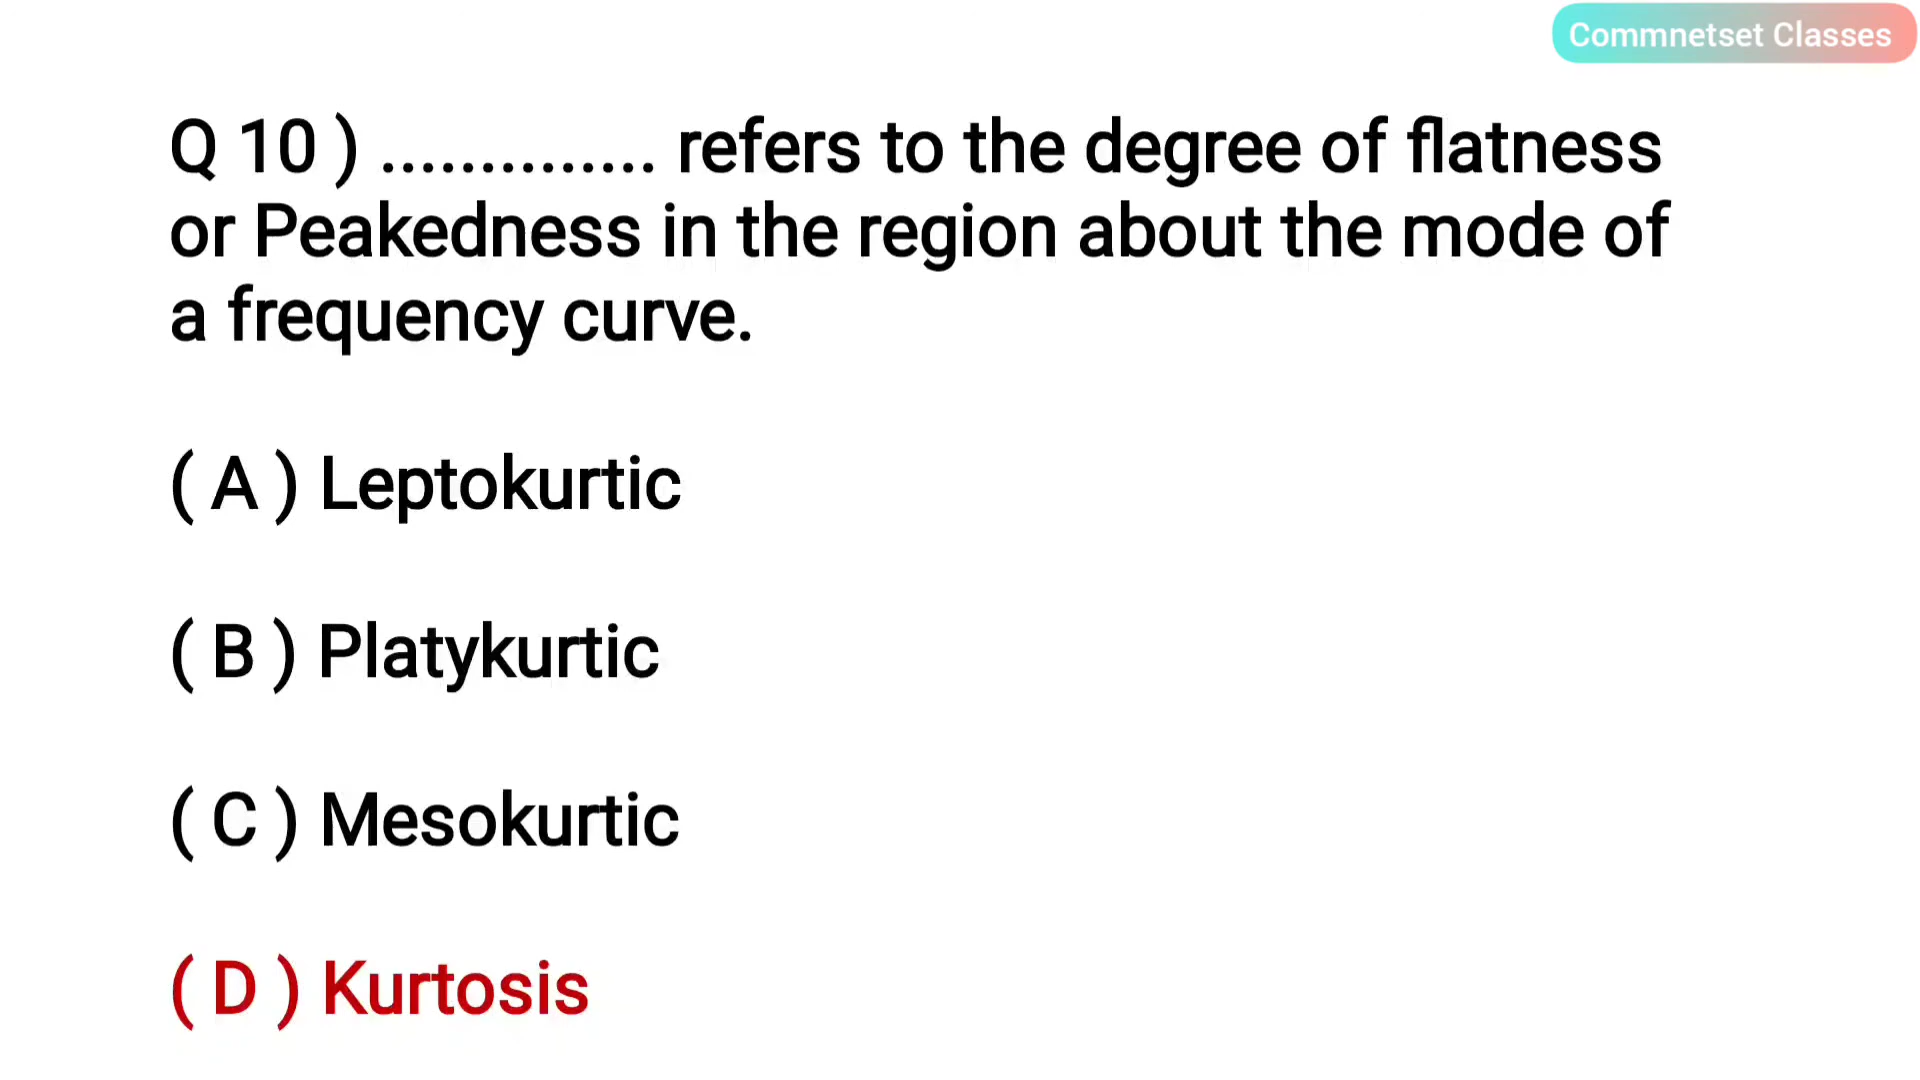 Commnetset Classes
Q 10 ) .............. refers to the degree of flatness
or Peakedness in the region about the mode of
a frequency curve.
( A ) Leptokurtic
( B ) Platykurtic
( C ) Mesokurtic
( D ) Kurtosis